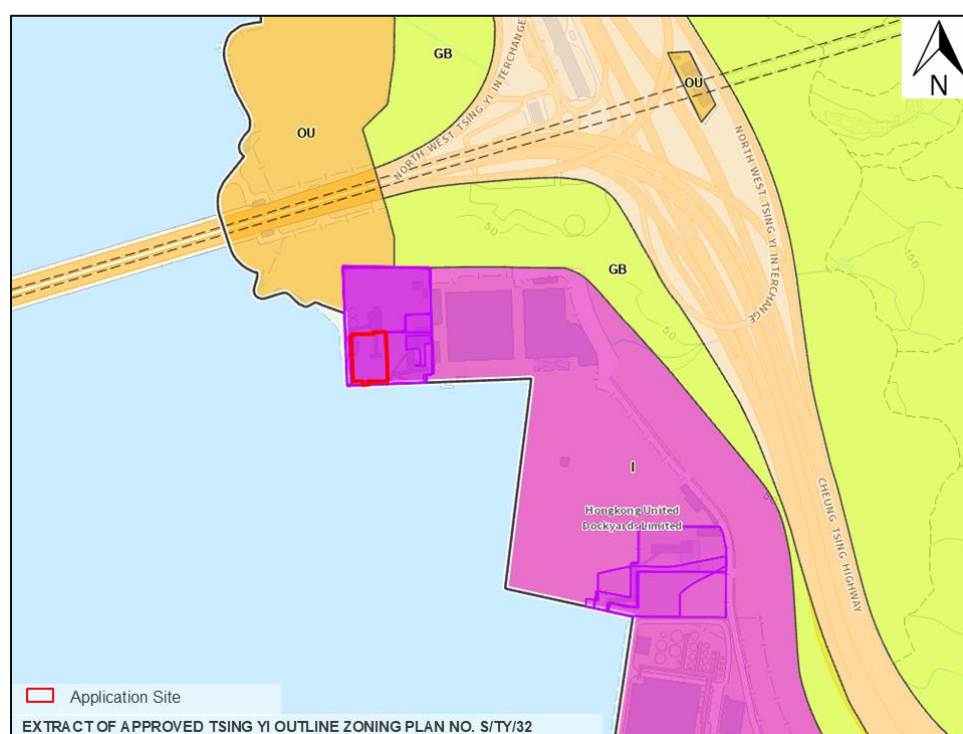 GB
OU
N
OU
NORTH WEST TSING YI INTERCHANGE
NORTH WEST TSING YI INTERCHANGE
50
GB
50
150
I
Hongkong United
Dockyards Limited
CHEUNG TSING HIGHWAY
Application Site
EXTRACT OF APPROVED TSING YI OUTLINE ZONING PLAN NO. S/TY/32